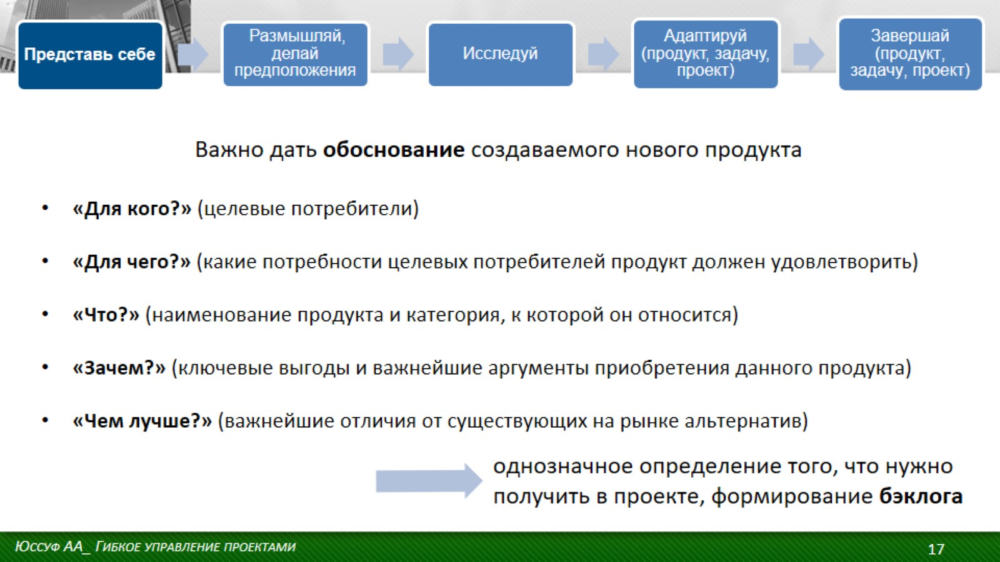 Представь себе
Размышляй,
делай
предположения
Исследуй
Адаптируй
(продукт, задачу,
проект)
Завершай
(продукт,
задачу, проект)
Важно дать обоснование создаваемого нового продукта
• «Для кого?» (целевые потребители)
• «Для чего?» (какие потребности целевых потребителей продукт должен удовлетворить)
• «Что?» (наименование продукта и категория, к которой он относится)
• «Зачем?» (ключевые выгоды и важнейшие аргументы приобретения данного продукта)
• «Чем лучше?» (важнейшие отличия от существующих на рынке альтернатив)
однозначное определение того, что нужно
получить в проекте, формирование бэклога
Юссуф АА_ Гибкое управление проектами
17